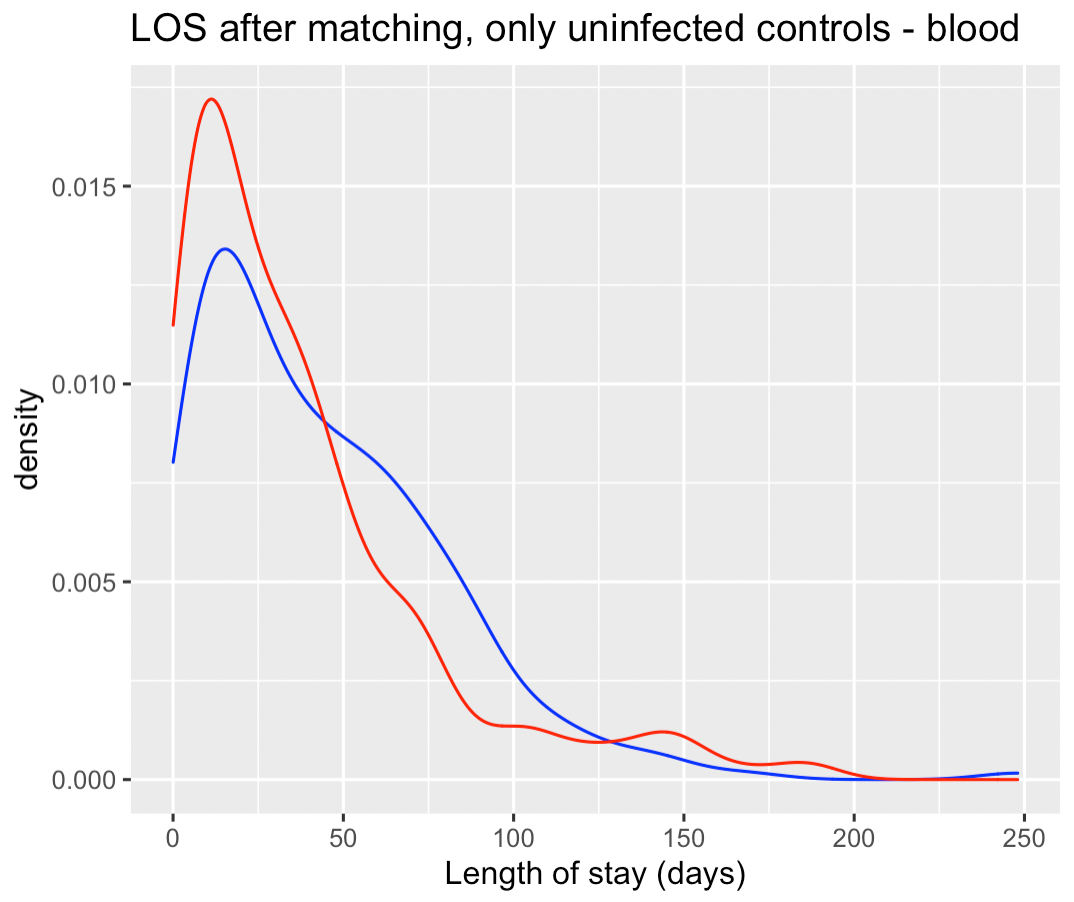 LOS after matching, only uninfected controls - blood
0.015
0.010
0.005
0.000
density
0 50 100 150 200 250
Length of stay (days)